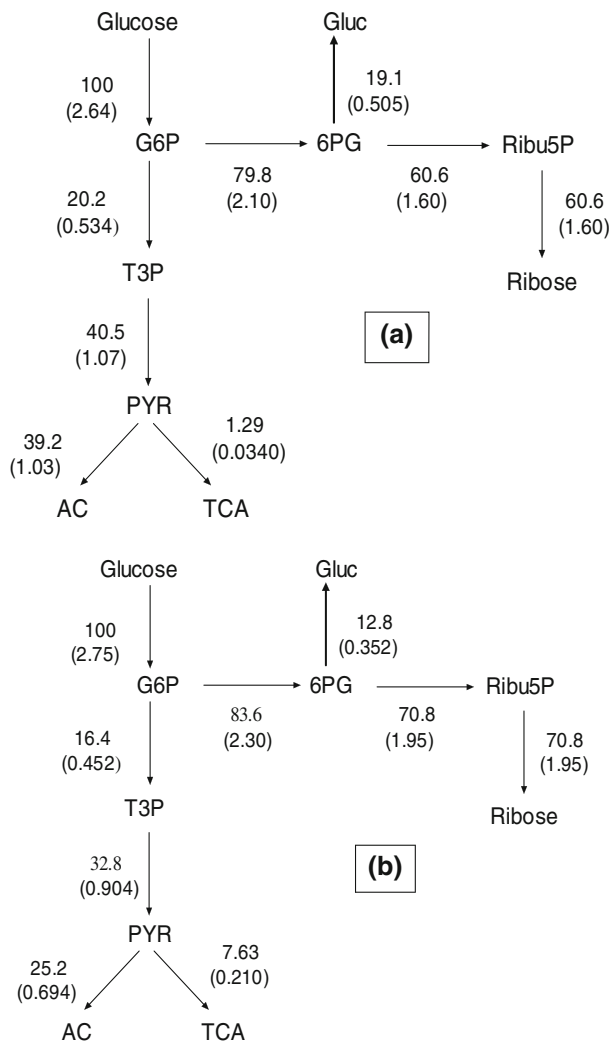 Glucose Gluc
100 19.1
(2.64) (0.505)
G6P 6PG Ribu5P
79.8 60.6
(2.10) (1.60)
20.2 60.6
(0.534) (1.60)
T3P Ribose
(a)
40.5
(1.07)
PYR
39.2 1.29
(1.03) (0.0340)
AC TCA
Glucose Gluc
100 12.8
(2.75) (0.352)
G6P 6PG Ribu5P
83.6 70.8
(2.30) (1.95)
16.4 70.8
(0.452) (1.95)
T3P Ribose
(b)
32.8
(0.904)
PYR
25.2 7.63
(0.694) (0.210)
AC TCA